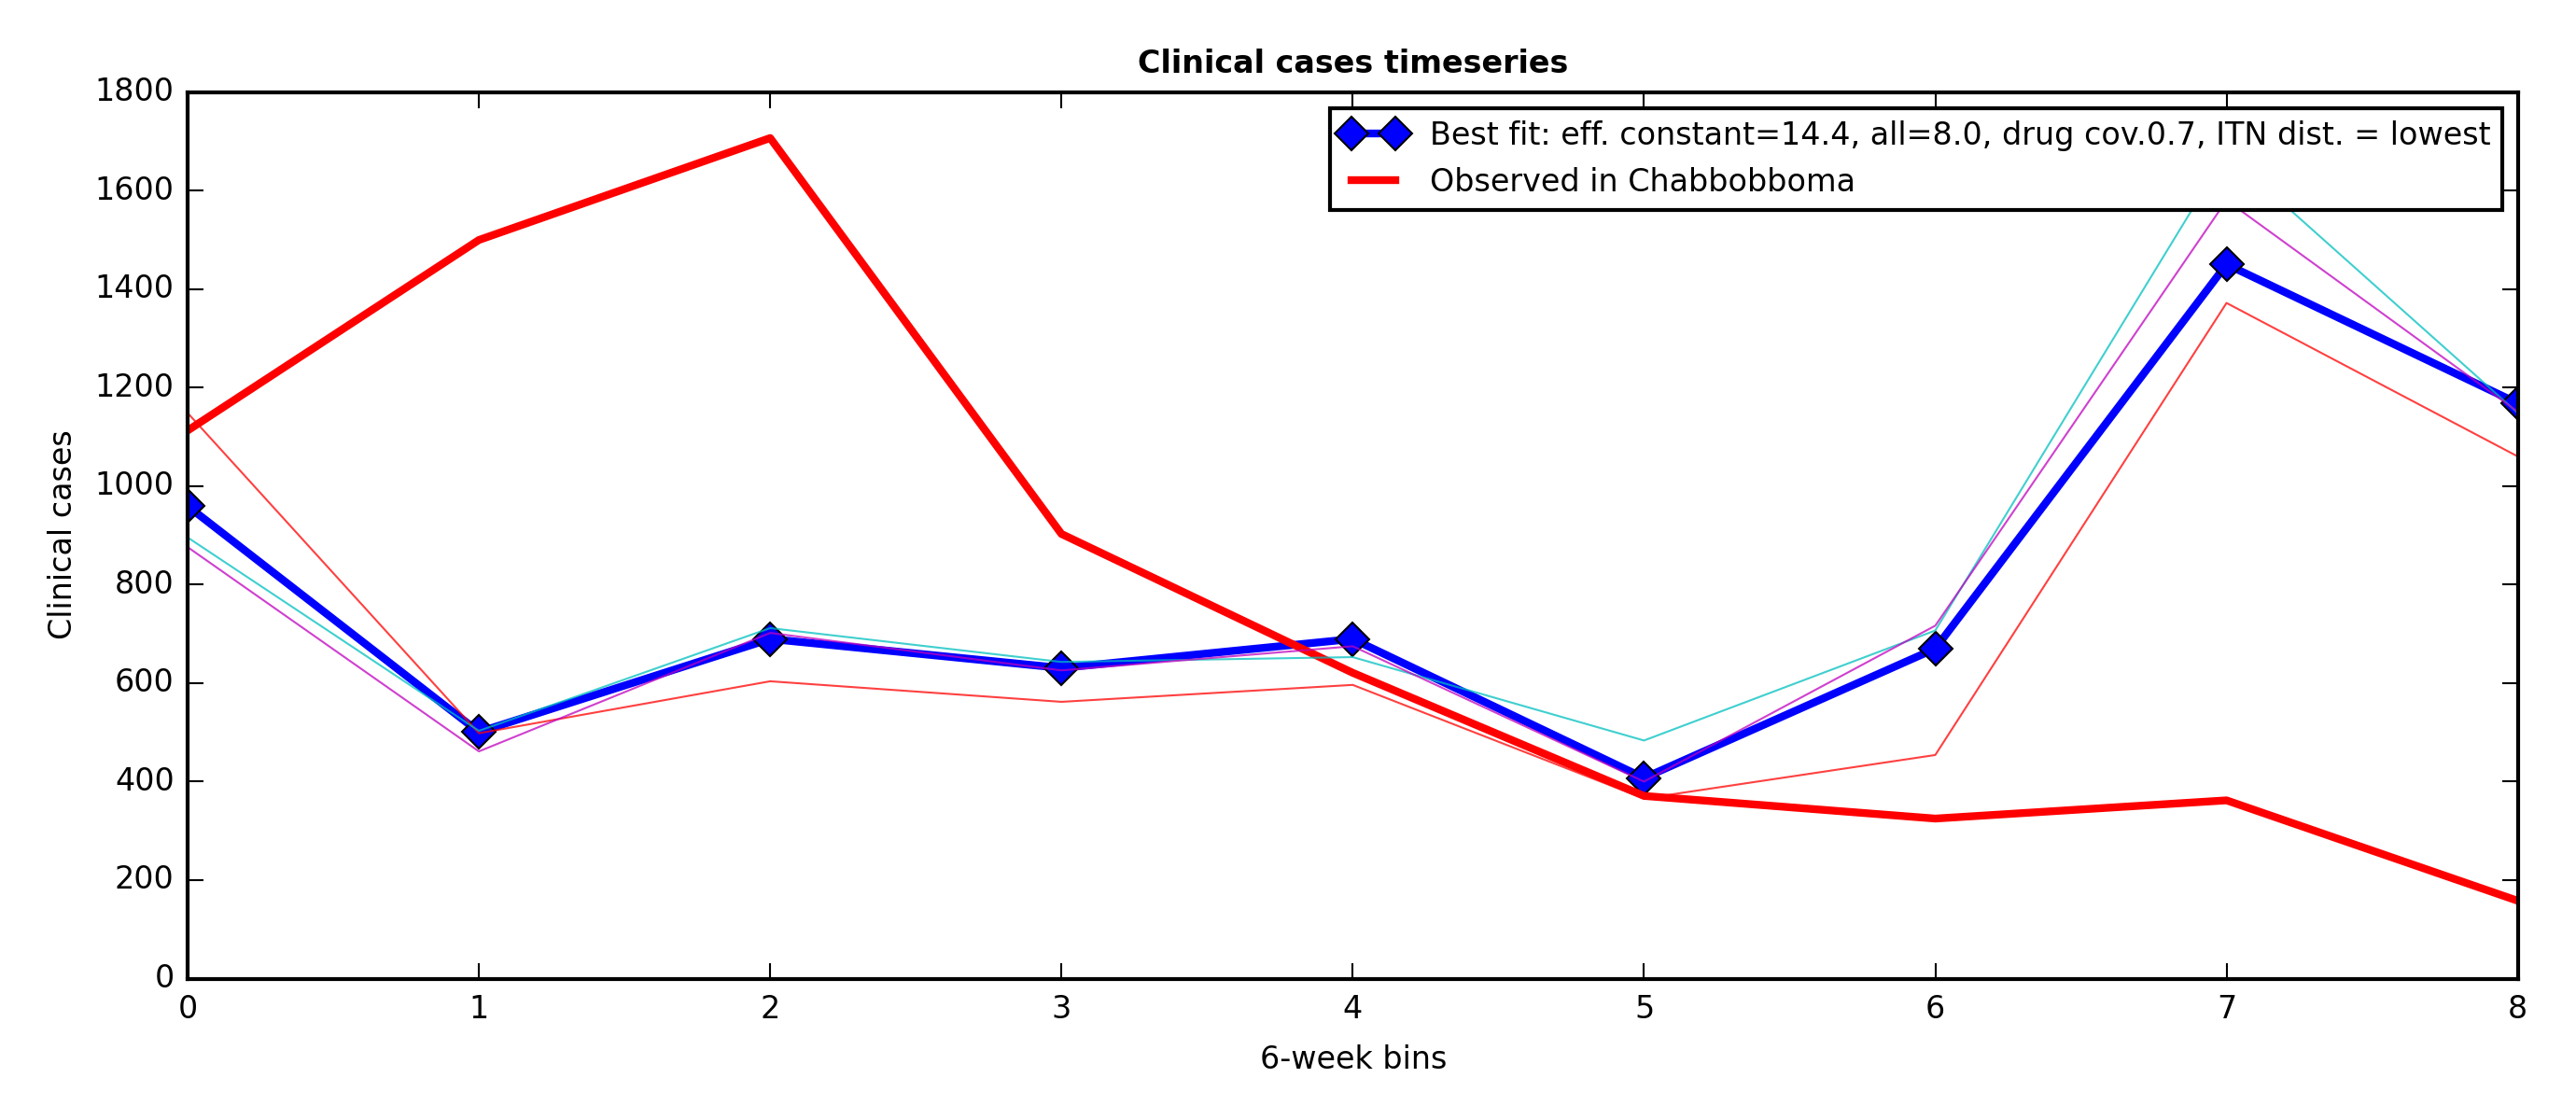 Clinical cases timeseries
1800
1600
1400
1200
1000
800
600
400
200
0
Clinical cases
Best fit: eff. constant=14.4, all=8.0, drug cov.0.7, ITN dist. = lowest
Observed in Chabbobboma
0 1 2 3 4 5 6 7 8
6-week bins